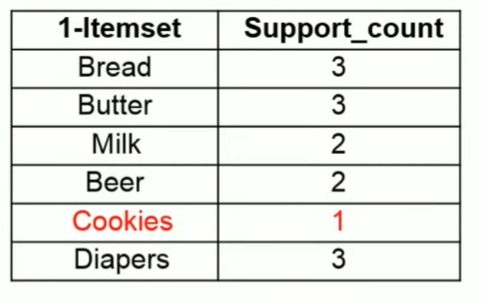 1-Itemset Support_count
Bread 3
Butter 3
Milk 2
Beer 2
Cookies 1
Diapers 3